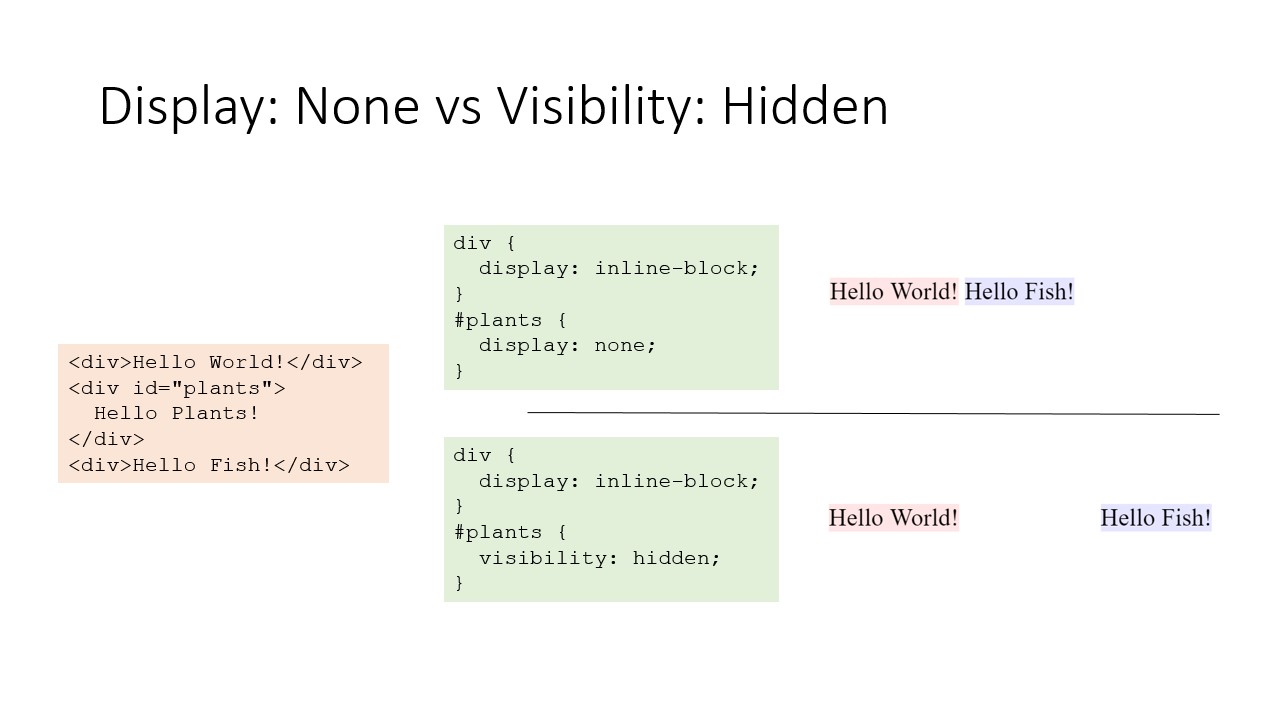 Display: None vs Visibility: Hidden
<div>Hello World!</div>
<div id="plants">
  Hello Plants!
</div>
<div>Hello Fish!</div>
div {
  display: inline-block;
}
#plants {
  display: none;
}
Hello World! Hello Fish!
div {
  display: inline-block;
}
#plants {
  visibility: hidden;
}
Hello World! Hello Fish!